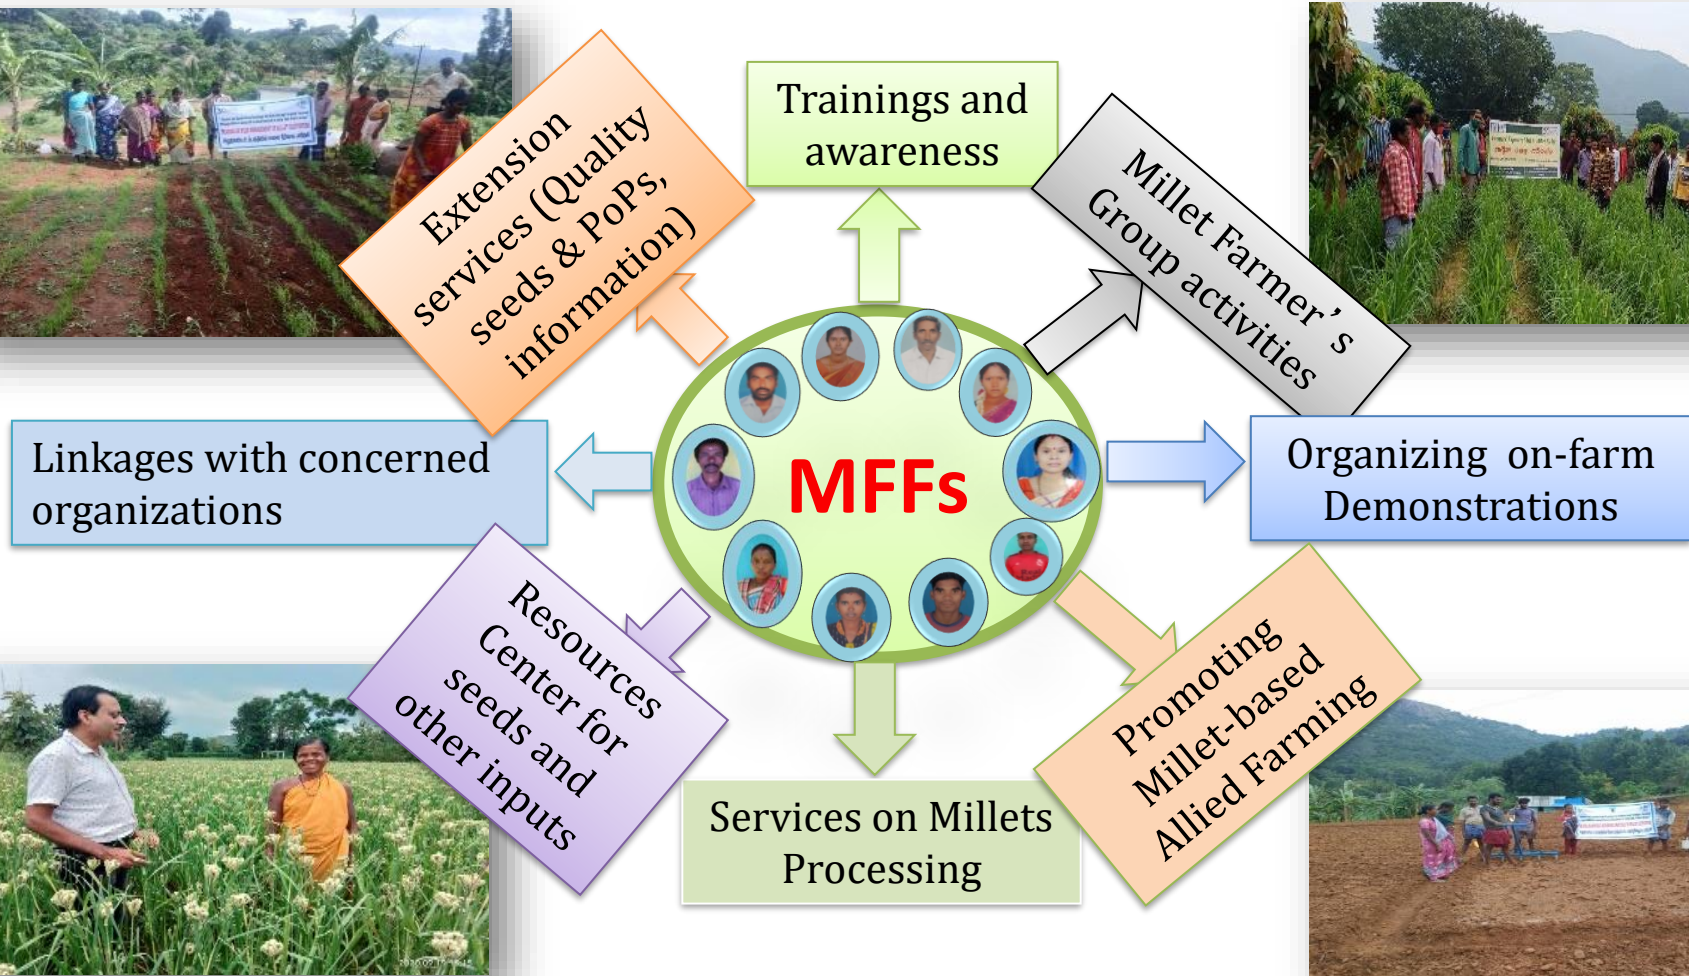 Trainings and
awareness
Millet Farmer’s
Group activities
Organizing on-farm
Demonstrations
Promoting
Millet-based
Allied Farming
Services on Millets
Processing
Resources
Center for
seeds and
other inputs
Linkages with concerned
organizations
Extension
services (Quality
seeds & PoPs,
information)
MFFs